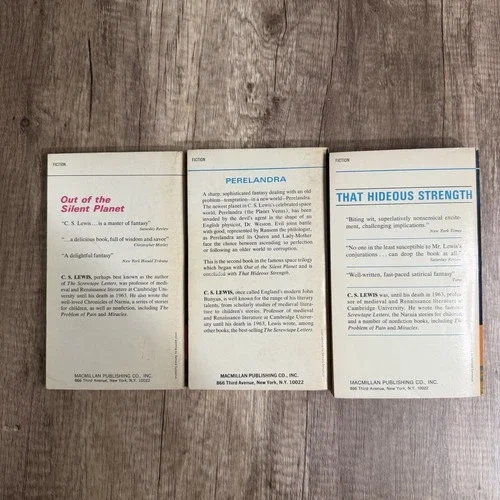 FICTION
Out of the
Silent Planet
"C. S. Lewis ... is a master of fantasy"
Saturday Review
"...a delicious book, full of wisdom and savor"
Christopher Morley
"A delightful fantasy"
New York Herald Tribune
C. S. LEWIS, perhaps best known as the author
of The Screwtape Letters, was professor of med-
ieval and Renaissance literature at Cambridge Uni-
versity until his death in 1963. He also wrote the
well-loved Chronicles of Narnia, a series of stories
for children, as well as nonfiction, including The
Problem of Pain and Miracles.
MACMILLAN PUBLISHING CO., INC.
866 Third Avenue, New York, N.Y. 10022
FICTION
PERELANDRA
A sharp, sophisticated fantasy dealing with an old
problem—temptation—in a new world—Perelandra.
The newest planet in C. S. Lewis's celebrated space
world, Perelandra (the Planet Venus), has been
invaded by the devil's agent in the shape of an
English physicist, Dr. Weston. Evil joins battle
with good, represented by Ransom the philologist,
as Perelandra and its Queen and Lady-Mother
face the choice between ascending to perfection
or following an older world to corruption.
This is the second book in the famous space trilogy
which began with Out of the Silent Planet and is
concluded with That Hideous Strength.
C. S. LEWIS, once called England's modern John
Bunyan, is well known for the range of his literary
talents, from scholarly studies of medieval litera-
ture to children's stories. Professor of medieval
and Renaissance literature at Cambridge Univer-
sity until his death in 1963, Lewis wrote, among
other books, the best-selling The Screwtape Letters.
MACMILLAN PUBLISHING CO., INC.
866 Third Avenue, New York, N.Y. 10022
FICTION
THAT HIDEOUS STRENGTH
"Biting wit, superlatively nonsensical excite-
ment, challenging implications."
New York Times
"No one in the least susceptible to Mr. Lewis's
conjurations ... can drop the book at all."
Saturday Review
"Well-written, fast-paced satirical fantasy"
Time
C. S. LEWIS was, until his death in 1963, profes-
sor of medieval and Renaissance literature at
Cambridge University. He wrote the famous
Screwtape Letters, the Narnia stories for children,
and a number of nonfiction books, including The
Problem of Pain and Miracles.
MACMILLAN PUBLISHING CO., INC.
866 Third Avenue, New York, N.Y. 10022